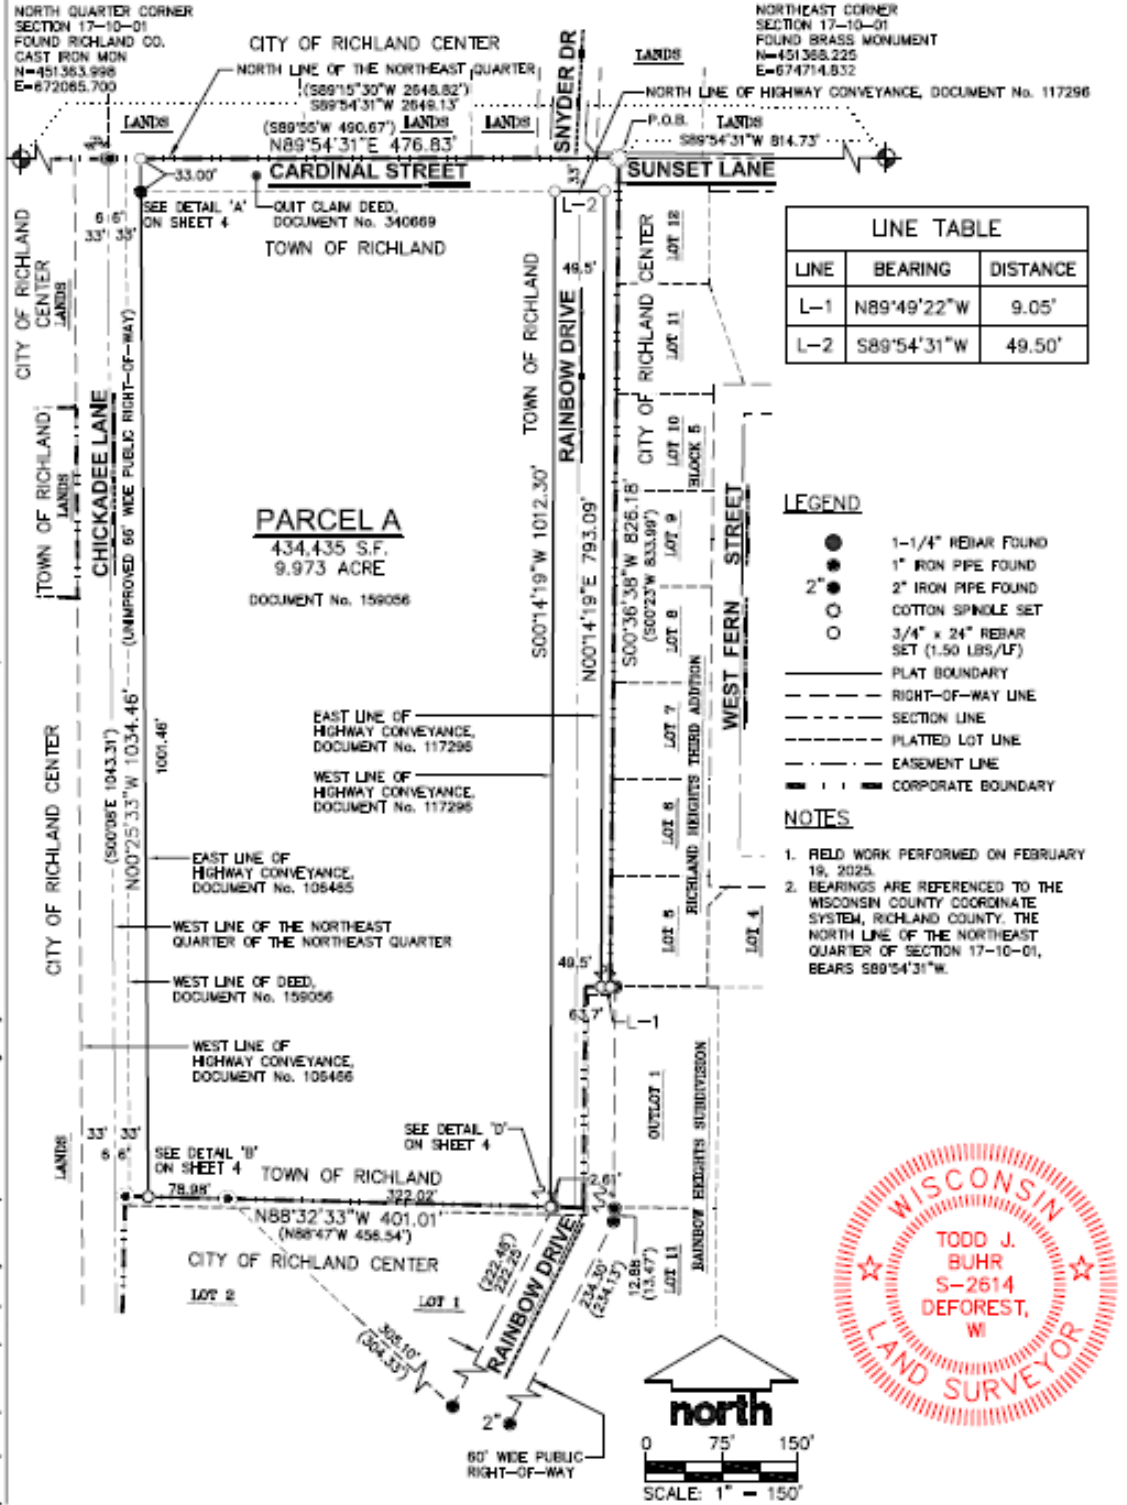 NORTH QUARTER CORNER
SECTION 17-10-01
FOUND RICHLAND CO.
CAST IRON MON
N=451363.998
E=672065.700
CITY OF RICHLAND CENTER
NORTH LINE OF THE NORTHEAST QUARTER
(S89°15'30"W 2648.82')
S89°54'31"W 2649.13'
SNYDER DR
LANDS
NORTHEAST CORNER
SECTION 17-10-01
FOUND BRASS MONUMENT
N=451368.225
E=674714.832
NORTH LINE OF HIGHWAY CONVEYANCE, DOCUMENT No. 117296
LANDS
(S89°55'W 490.67')
LANDS
LANDS
P.O.B.
LANDS
S89°54'31"W 814.73'
N89°54'31"E 476.83'
33.00'
CARDINAL STREET
33'
SUNSET LANE
SEE DETAIL 'A'
ON SHEET 4
QUIT CLAIM DEED,
DOCUMENT No. 340669
TOWN OF RICHLAND
L-2
66'
33' 33'
49.5'
CITY OF RICHLAND
CENTER
LANDS
TOWN OF RICHLAND
LANDS
CHICKADEE LANE
(UNIMPROVED 66' WIDE PUBLIC RIGHT-OF-WAY)
TOWN OF RICHLAND
RAINBOW DRIVE
CITY OF RICHLAND CENTER
LOT 12
LOT 11
LOT 10
BLOCK 5
LOT 9
LOT 8
LOT 7
LOT 6
LOT 5
LOT 4
RICHLAND HEIGHTS THIRD ADDTION
WEST FERN STREET
LINE TABLE
LINE BEARING DISTANCE
L-1 N89°49'22"W 9.05'
L-2 S89°54'31"W 49.50'
PARCEL A
434,435 S.F.
9.973 ACRE
DOCUMENT No. 159056
S00°14'19"W 1012.30'
N00°14'19"E 793.09'
S00°36'38"W 826.18'
(S00°23'W 833.99')
LEGEND
1-1/4" REBAR FOUND
1" IRON PIPE FOUND
2" 2" IRON PIPE FOUND
COTTON SPINDLE SET
3/4" x 24" REBAR
SET (1.50 LBS/LF)
PLAT BOUNDARY
RIGHT-OF-WAY LINE
SECTION LINE
PLATTED LOT LINE
EASEMENT LINE
CORPORATE BOUNDARY
NOTES
1. FIELD WORK PERFORMED ON FEBRUARY
19, 2025.
2. BEARINGS ARE REFERENCED TO THE
WISCONSIN COUNTY COORDINATE
SYSTEM, RICHLAND COUNTY. THE
NORTH LINE OF THE NORTHEAST
QUARTER OF SECTION 17-10-01,
BEARS S89°54'31"W.
EAST LINE OF
HIGHWAY CONVEYANCE,
DOCUMENT No. 117296
WEST LINE OF
HIGHWAY CONVEYANCE,
DOCUMENT No. 117296
CITY OF RICHLAND CENTER
(S00°08'E 1043.31')
N00°25'33"W 1034.46'
1001.46'
EAST LINE OF
HIGHWAY CONVEYANCE,
DOCUMENT No. 106465
WEST LINE OF THE NORTHEAST
QUARTER OF THE NORTHEAST QUARTER
WEST LINE OF DEED,
DOCUMENT No. 159056
WEST LINE OF
HIGHWAY CONVEYANCE,
DOCUMENT No. 106466
49.5'
L-1
OUTLOT 1
RAINBOW HEIGHTS SUBDIVISION
LANDS
33' 33'
66'
SEE DETAIL 'B'
ON SHEET 4
SEE DETAIL 'D'
ON SHEET 4
TOWN OF RICHLAND
78.98'
322.02'
2.61'
N88°32'33"W 401.01'
(N88°47'W 456.54')
CITY OF RICHLAND CENTER
LOT 2
LOT 1
LOT 11
305.10'
(304.33')
(222.48')
222.25'
RAINBOW DRIVE
234.30'
(234.13')
12.88
(13.47')
2"
60' WIDE PUBLIC
RIGHT-OF-WAY
north
0 75' 150'
SCALE: 1" = 150'
WISCONSIN
TODD J.
BUHR
S-2614
DEFOREST,
WI
LAND SURVEYOR